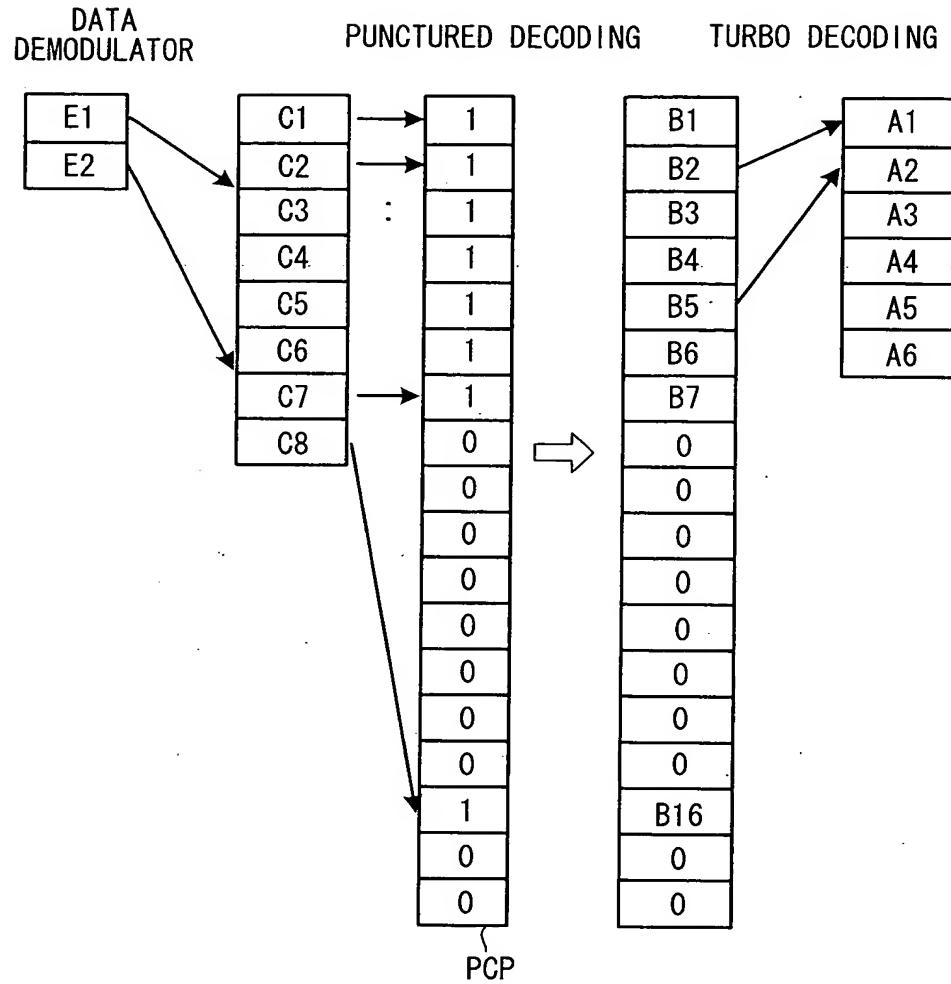 DATA
DEMODULATOR
PUNCTURED DECODING
TURBO DECODING
E1
E2
C1
C2
C3
C4
C5
C6
C7
C8
:
1
1
1
1
1
1
1
0
0
0
0
0
0
0
0
1
0
0
PCP
B1
B2
B3
B4
B5
B6
B7
0
0
0
0
0
0
0
0
B16
0
0
A1
A2
A3
A4
A5
A6